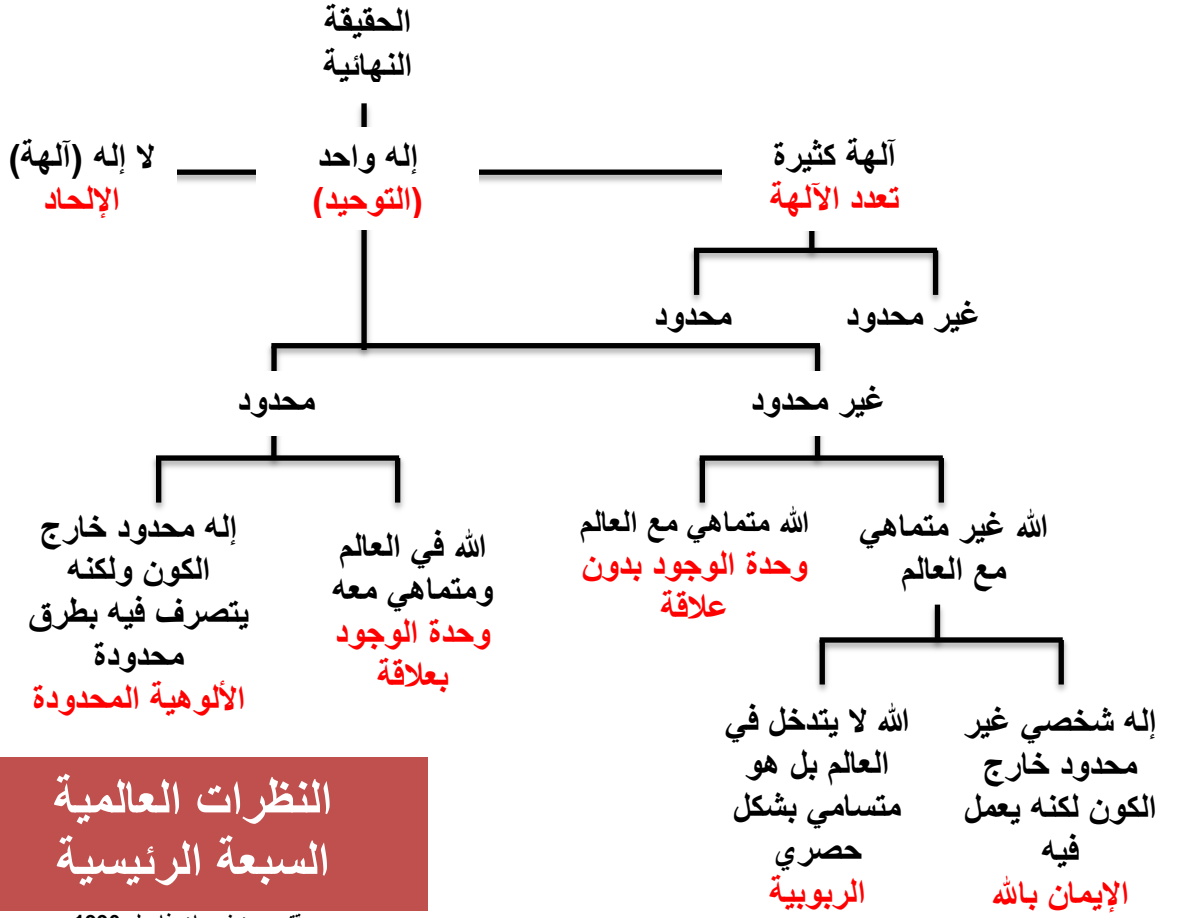 الحقيقة
النهائية
آلهة كثيرة
تعدد الآلهة
إله واحد
(التوحيد)
لا إله (آلهة)
الإلحاد
غير محدود
محدود
غير محدود
محدود
الله غير متماهي
مع العالم
الله متماهي مع العالم
وحدة الوجود بدون
علاقة
الله في العالم
ومتماهي معه
وحدة الوجود
بعلاقة
إله محدود خارج
الكون ولكنه
يتصرف فيه بطرق
محدودة
الألوهية المحدودة
إله شخصي غير
محدود خارج
الكون لكنه يعمل
فيه
الإيمان بالله
الله لا يتدخل في
العالم بل هو
متسامي بشكل
حصري
الربوبية
النظرات العالمية
السبعة الرئيسية